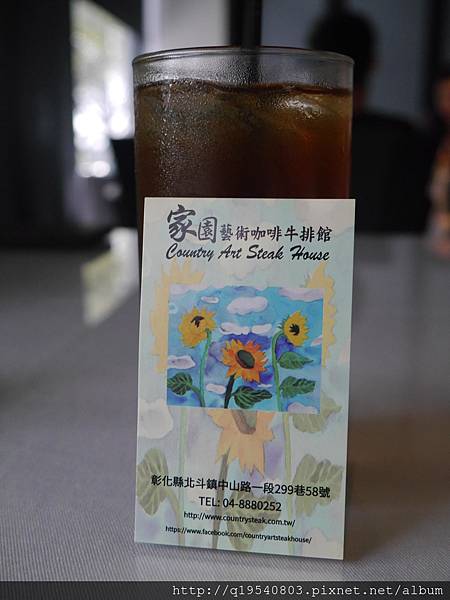 家園藝術咖啡牛排館
Country Art Steak House
彰化縣北斗鎮中山路一段299巷58號
TEL: 04-8880252
http://www.countrysteak.com.tw/
https://www.facebook.com/countryartsteakhouse/
http://q19540803.pixnet.net/album